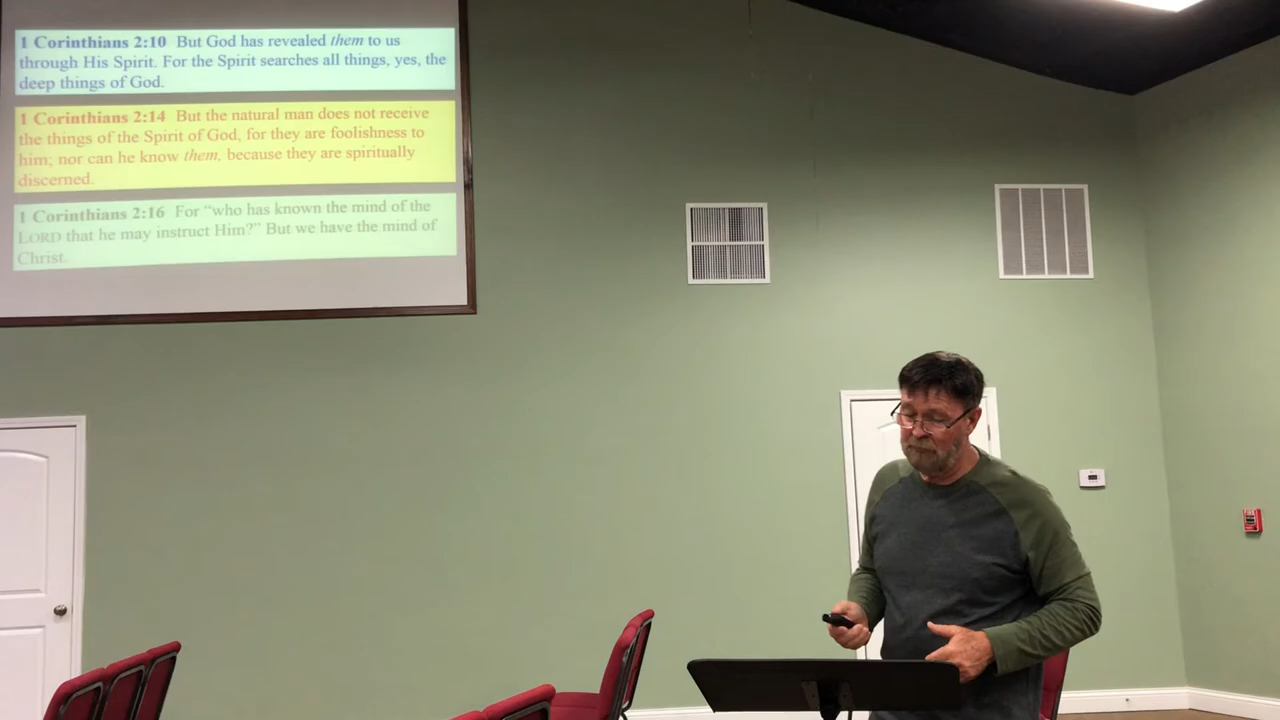 1 Corinthians 2:10 But God has revealed them to us
through His Spirit. For the Spirit searches all things, yes, the
deep things of God.
1 Corinthians 2:14 But the natural man does not receive
the things of the Spirit of God, for they are foolishness to
him; nor can he know them, because they are spiritually
discerned.
1 Corinthians 2:16 For “who has known the mind of the
LORD that he may instruct Him?” But we have the mind of
Christ.